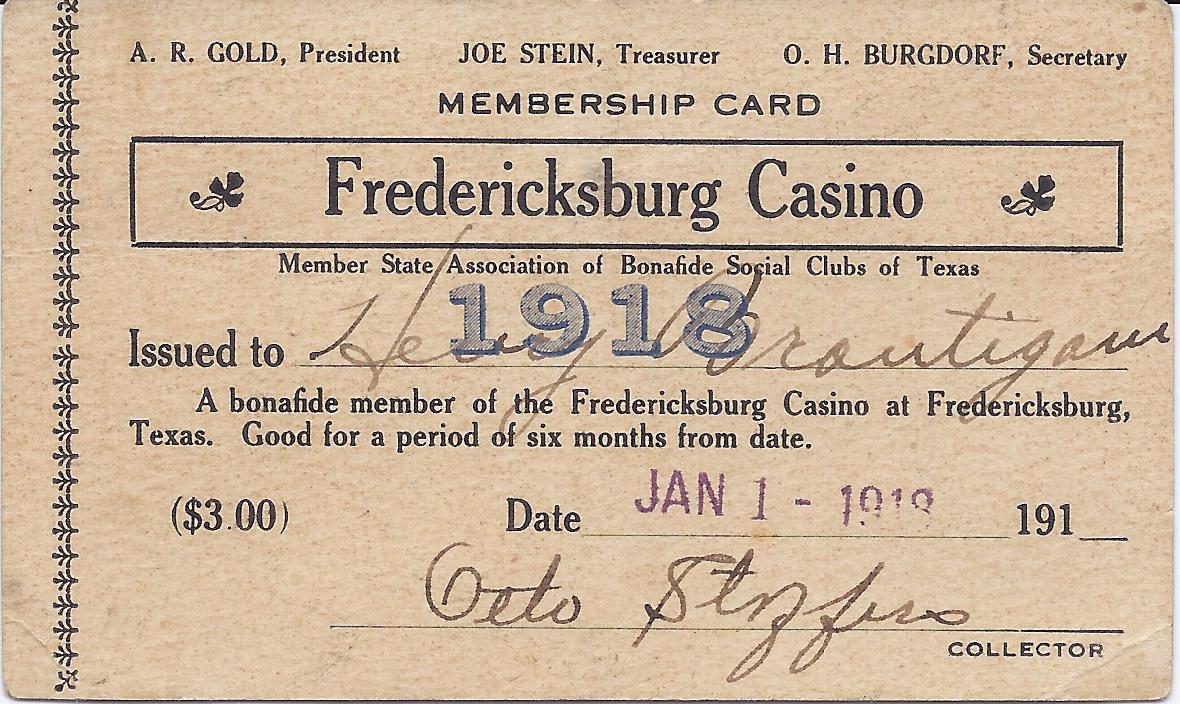 A. R. GOLD, President JOE STEIN, Treasurer O. H. BURGDORF, Secretary
MEMBERSHIP CARD
Fredericksburg Casino
Member State Association of Bonafide Social Clubs of Texas
1918
Issued to Henry Brautigam
A bonafide member of the Fredericksburg Casino at Fredericksburg,
Texas. Good for a period of six months from date.
($3.00) Date JAN 1 - 1918 191
COLLECTOR